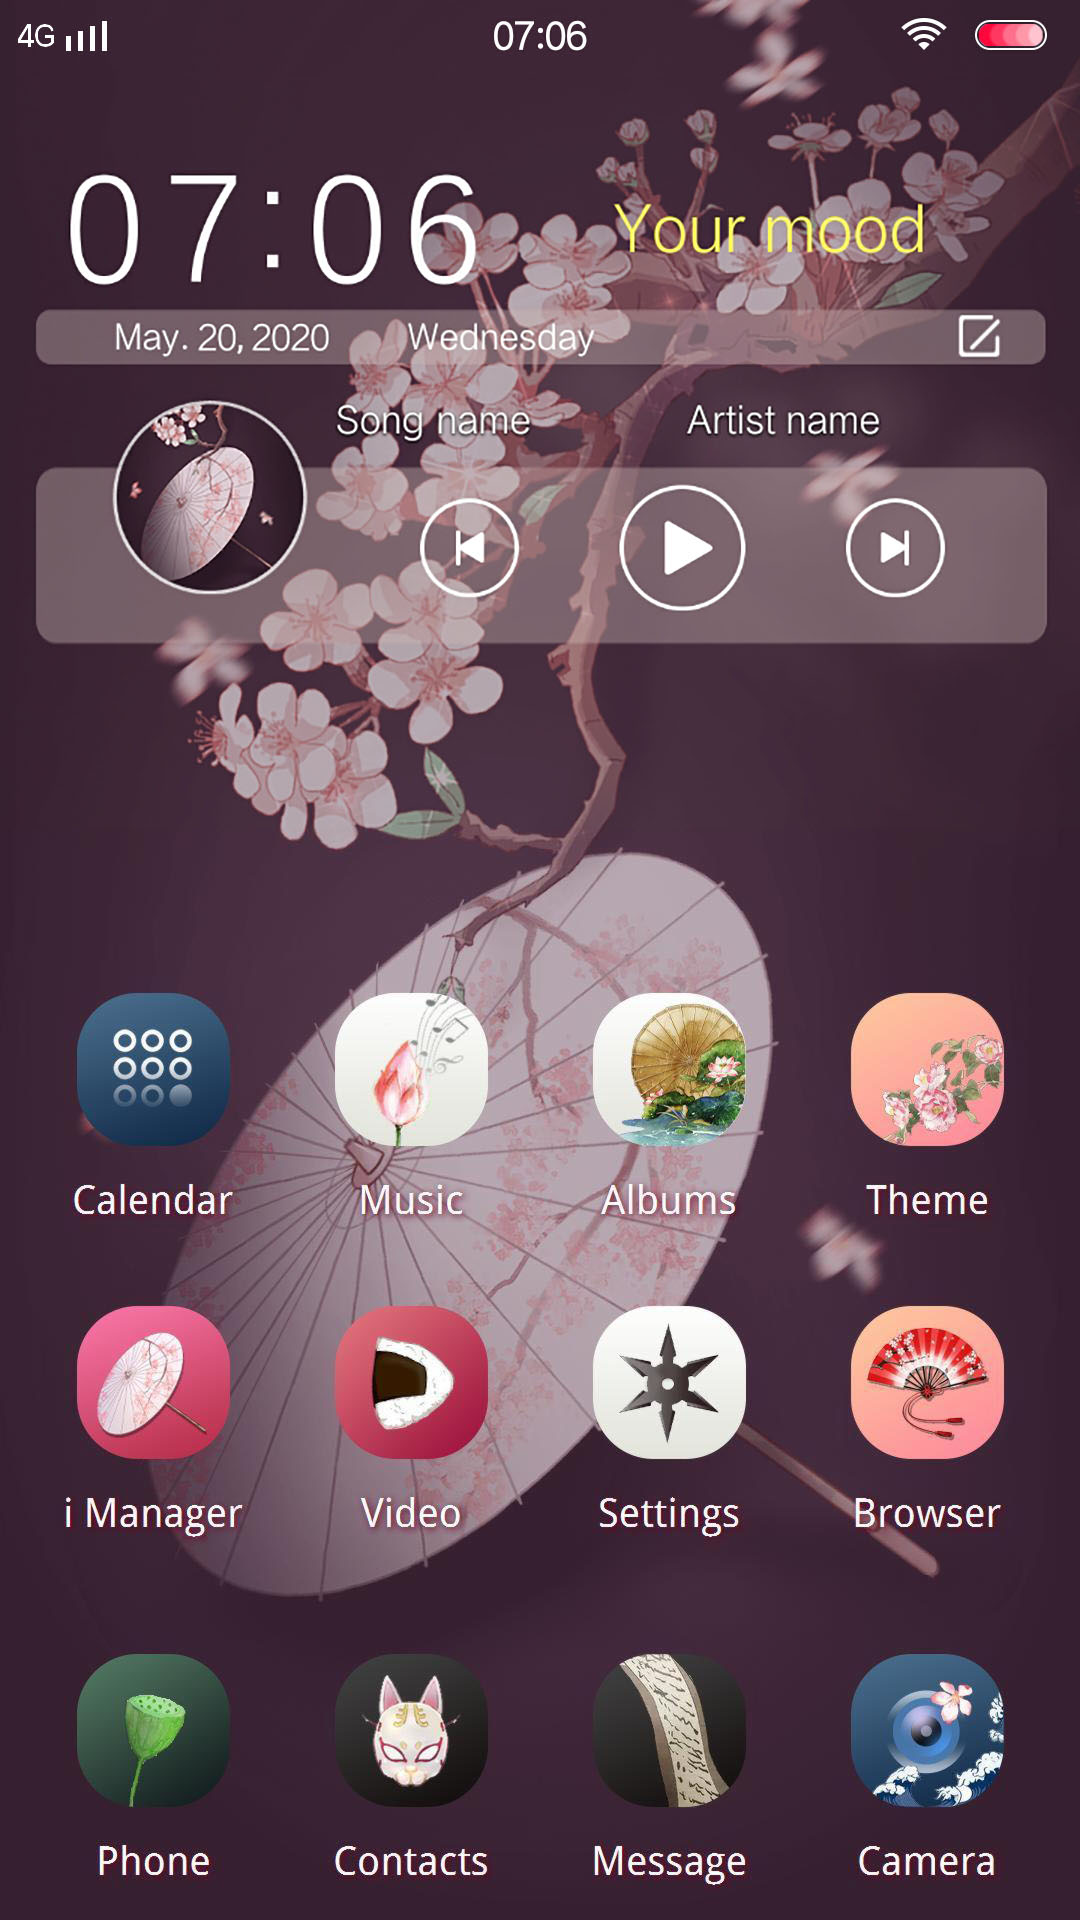 4G 07:06
07:06 Your mood
May. 20, 2020 Wednesday
Song name Artist name
Calendar Music Albums Theme
i Manager Video Settings Browser
Phone Contacts Message Camera